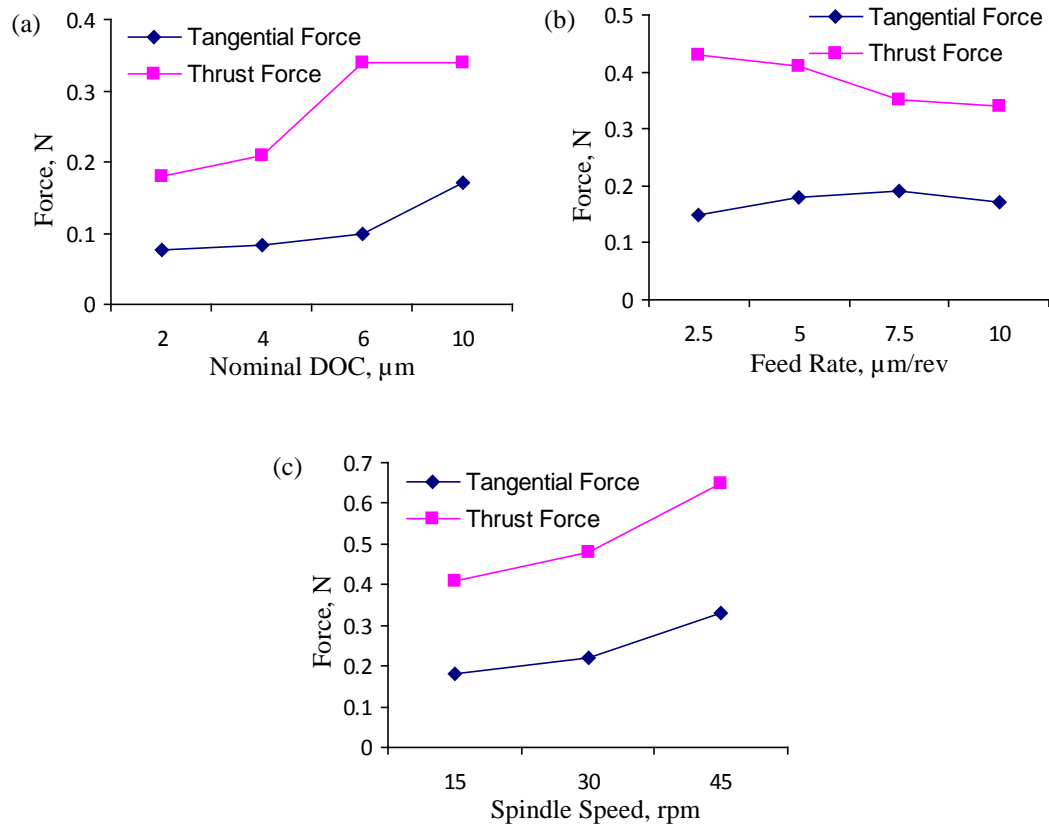 (a)
Tangential Force
Thrust Force
0.4
0.3
0.2
0.1
0
Force, N
2 4 6 10
Nominal DOC, µm
(b)
Tangential Force
Thrust Force
0.5
0.4
0.3
0.2
0.1
0
Force, N
2.5 5 7.5 10
Feed Rate, µm/rev
(c)
Tangential Force
Thrust Force
0.7
0.6
0.5
0.4
0.3
0.2
0.1
0
Force, N
15 30 45
Spindle Speed, rpm